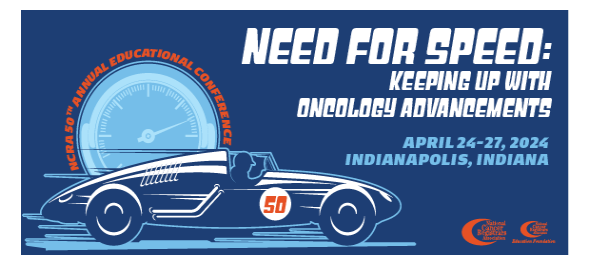 NCRA 50TH ANNUAL EDUCATIONAL CONFERENCE
NEED FOR SPEED:
KEEPING UP WITH
ONCOLOGY ADVANCEMENTS
APRIL 24-27, 2024
INDIANAPOLIS, INDIANA
50
National
Cancer
Registrars
Association
National
Cancer
Registrars
Education Foundation